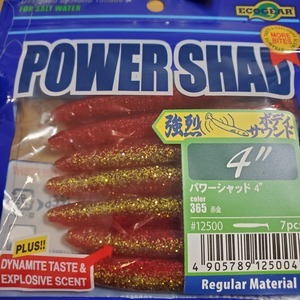 FOR SALT WATER
ECOGEAR
MORE BITES
POWER SHAD
強烈
ボディ
サウンド
4"
パワーシャッド 4"
color
365 赤金
#12500
7pcs
4 905789 125004
Regular Material
PLUS!!
DYNAMITE TASTE &
EXPLOSIVE SCENT